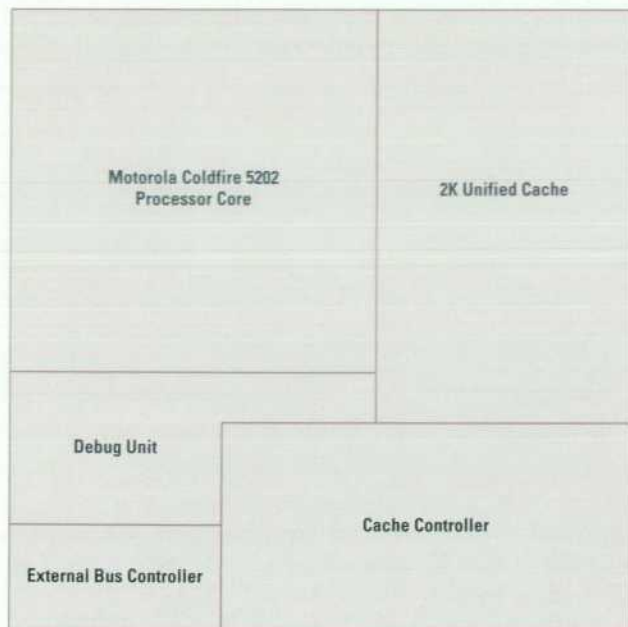 Motorola Coldfire 5202
Processor Core
2K Unified Cache
Debug Unit
Cache Controller
External Bus Controller